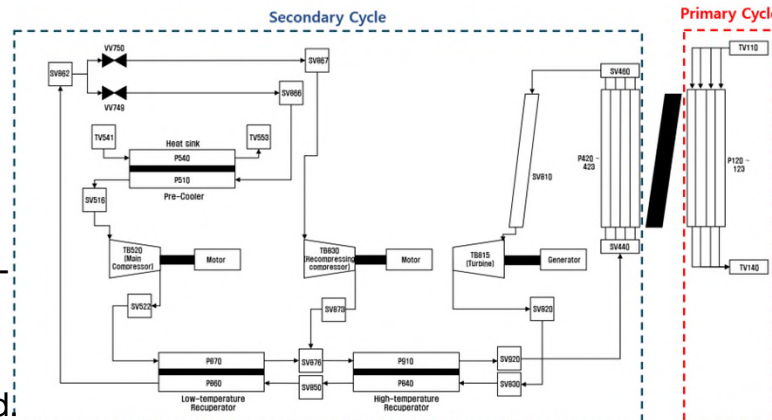 Secondary Cycle
Primary Cycle
VV750
SV862
SV867
VV749
SV866
TV541
Heat sink
TV553
P540
P510
Pre-Cooler
SV516
TB520
(Main
Compressor)
Motor
TB830
(Recompressing
compressor)
Motor
TB815
(Turbine)
Generator
SV460
SV810
P420 ~
423
SV440
TV110
P120 ~
123
TV140
SV522
SV873
SV820
P870
SV876
P910
SV920
P860
SV850
P840
SV830
Low-temperature
Recuperator
High-temperature
Recuperator
d.